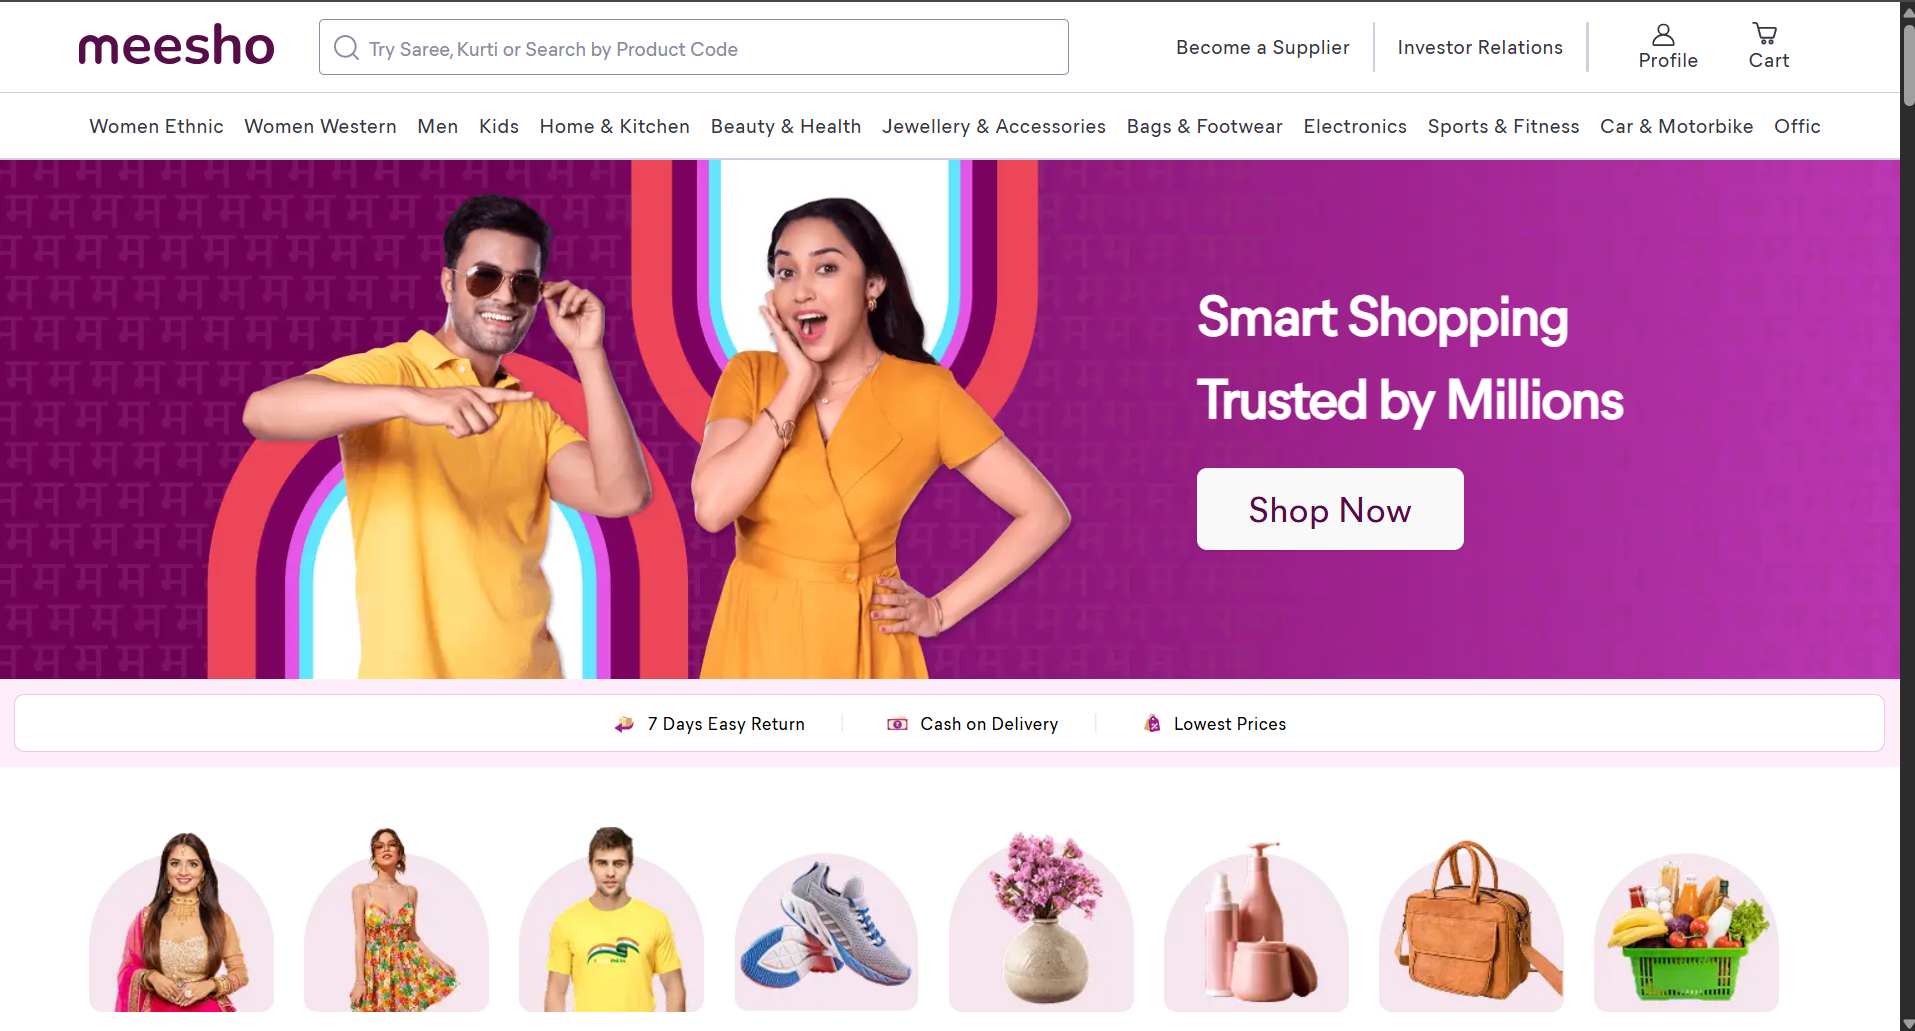 meesho
Try Saree, Kurti or Search by Product Code
Become a Supplier
Investor Relations
Profile
Cart
Women Ethnic Women Western Men Kids Home & Kitchen Beauty & Health Jewellery & Accessories Bags & Footwear Electronics Sports & Fitness Car & Motorbike Offic
Smart Shopping
Trusted by Millions
Shop Now
7 Days Easy Return
Cash on Delivery
Lowest Prices